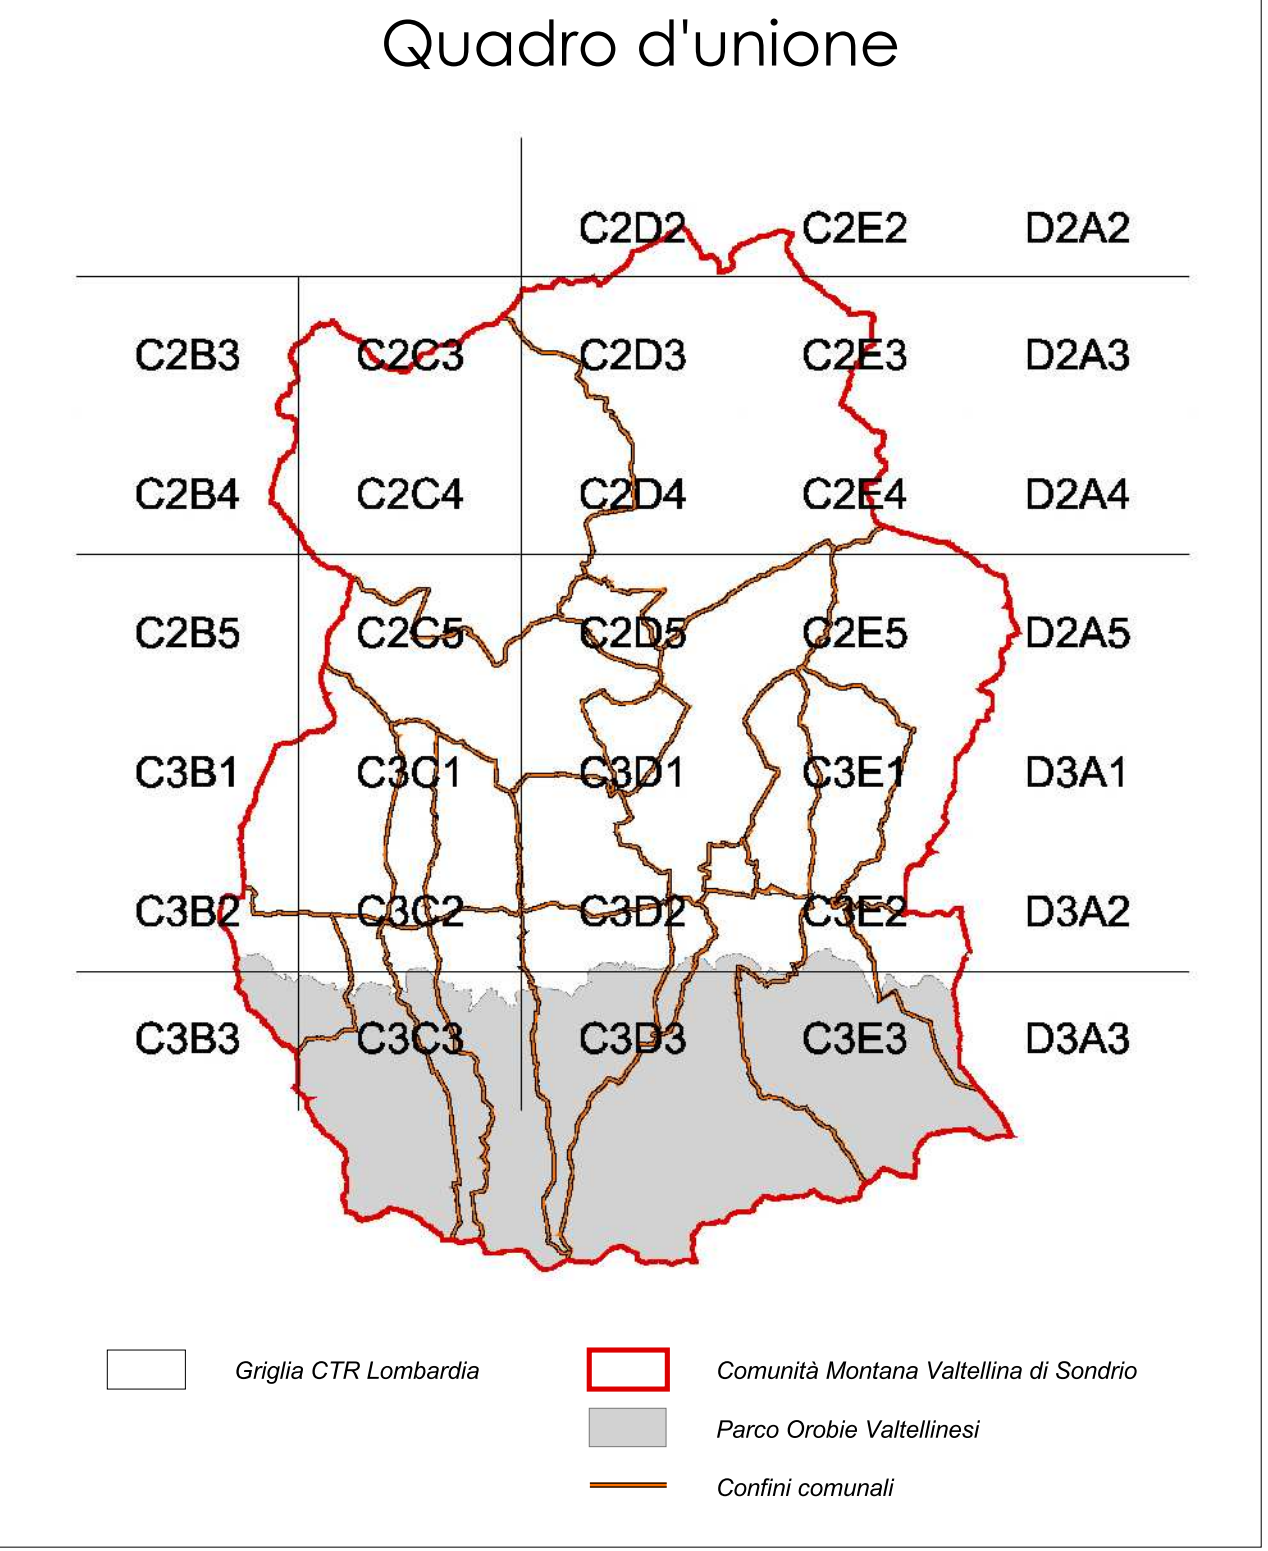 Quadro d'unione
C2D2 C2E2 D2A2
C2B3 C2C3 C2D3 C2E3 D2A3
C2B4 C2C4 C2D4 C2E4 D2A4
C2B5 C2C5 C2D5 C2E5 D2A5
C3B1 C3C1 C3D1 C3E1 D3A1
C3B2 C3C2 C3D2 C3E2 D3A2
C3B3 C3C3 C3D3 C3E3 D3A3
Griglia CTR Lombardia
Comunità Montana Valtellina di Sondrio
Parco Orobie Valtellinesi
Confini comunali